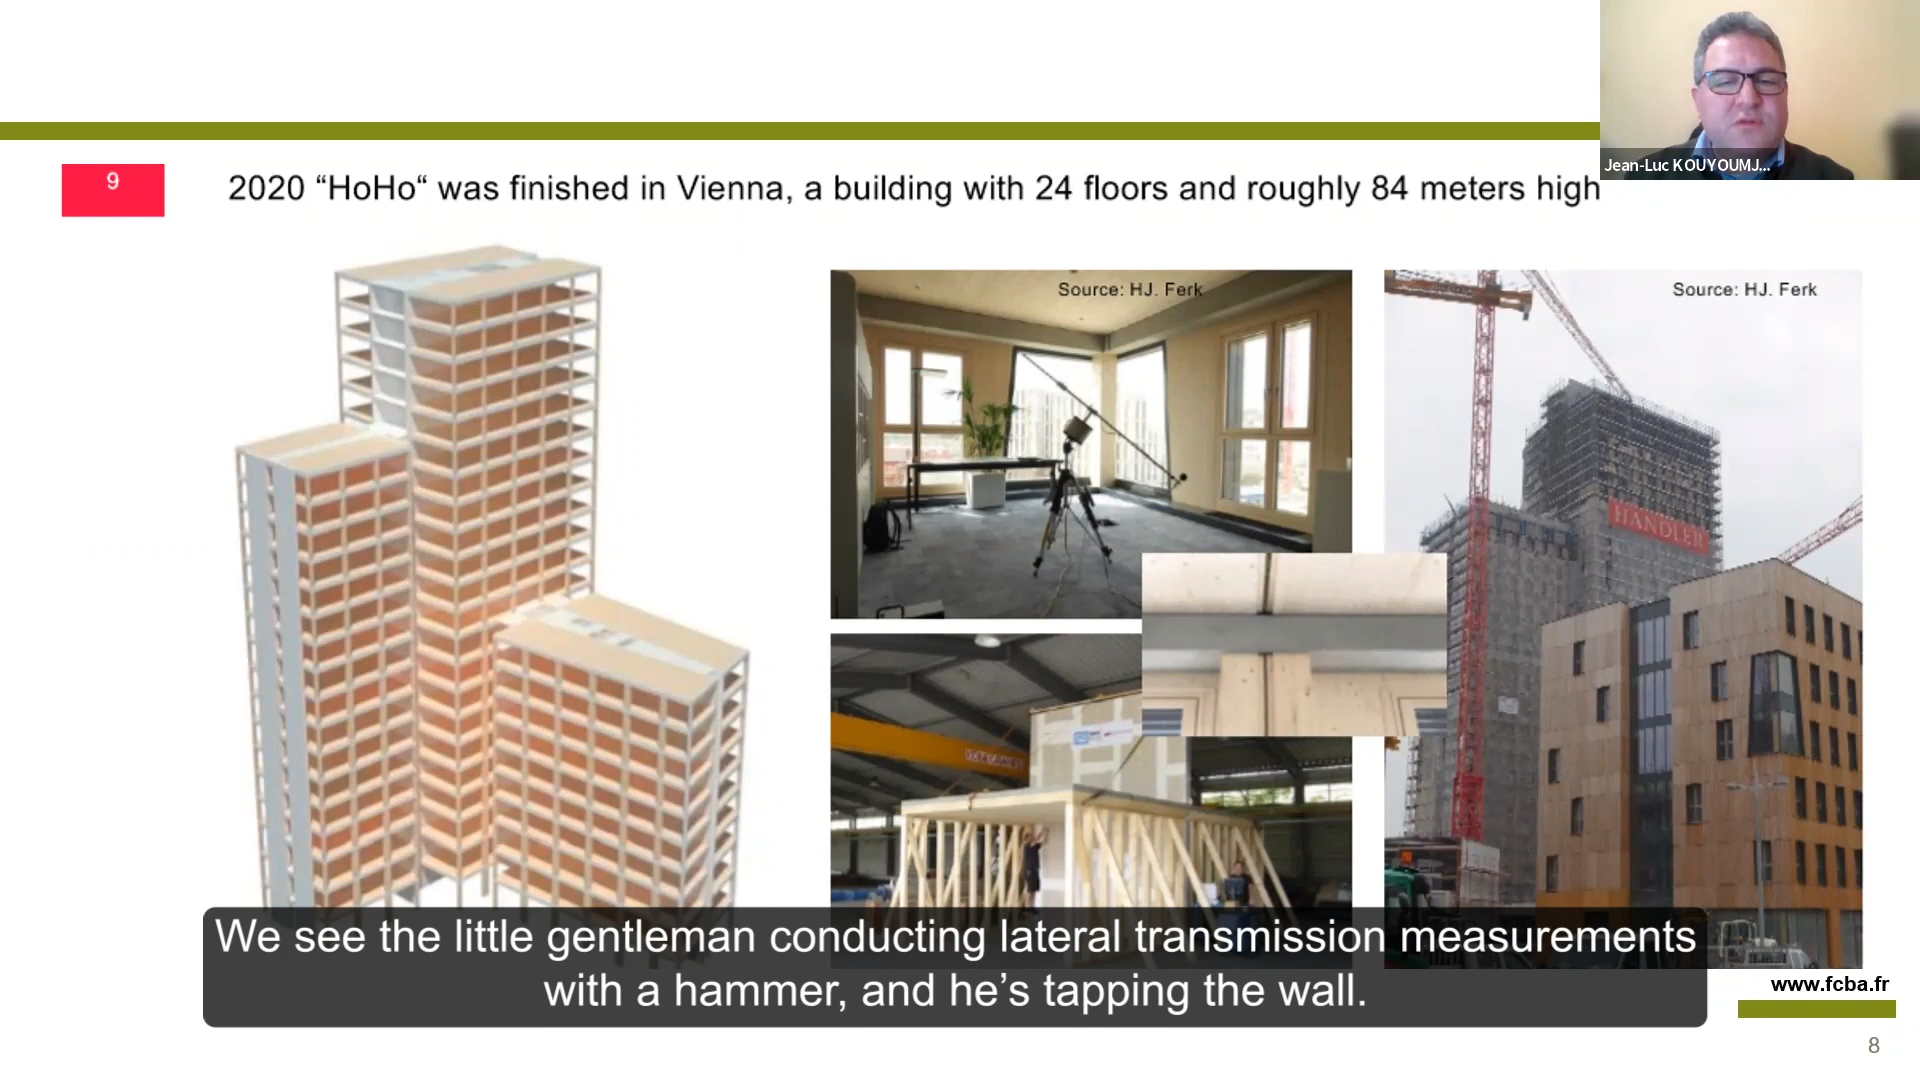 Jean-Luc KOUYOUMJ...
9
2020 “HoHo“ was finished in Vienna, a building with 24 floors and roughly 84 meters high
Source: HJ. Ferk
Source: HJ. Ferk
HANDLER
We see the little gentleman conducting lateral transmission measurements
with a hammer, and he’s tapping the wall.
www.fcba.fr
8